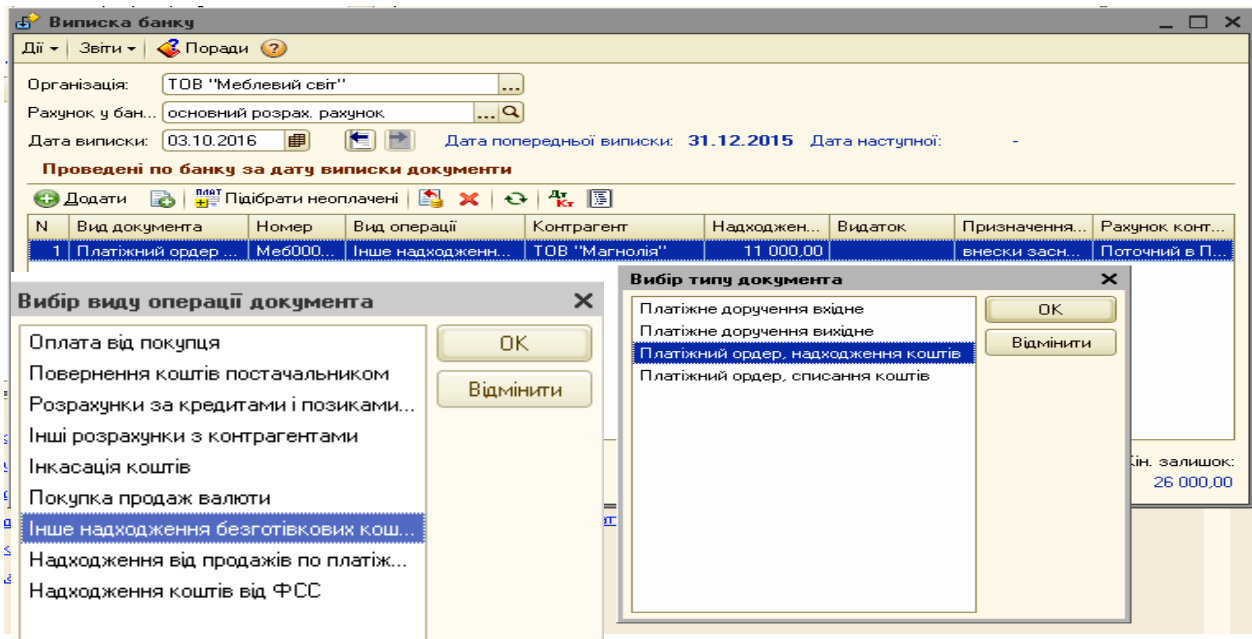 Виписка банку
Дії Звіти Поради
Організація: ТОВ "Меблевий світ" ...
Рахунок у бан... основний розрах. рахунок ...
Дата виписки: 03.10.2016 Дата попередньої виписки: 31.12.2015 Дата наступної: -
Проведені по банку за дату виписки документи
Додати Підібрати неоплачені Дт Кт
N Вид документа Номер Вид операції Контрагент Надходжен... Видаток Призначення... Рахунок конт...
1 Платіжний ордер ... Меб000... Інше надходженн... ТОВ "Магнолія" 11 000,00 внески засн... Поточний в П...
Вибір виду операції документа
Оплата від покупця
Повернення коштів постачальником
Розрахунки за кредитами і позиками...
Інші розрахунки з контрагентами
Інкасація коштів
Покупка продаж валюти
Інше надходження безготівкових кош...
Надходження від продажів по платіж...
Надходження коштів від ФСС
OK
Відмінити
Вибір типу документа
Платіжне доручення вхідне
Платіжне доручення вихідне
Платіжний ордер, надходження коштів
Платіжний ордер, списання коштів
OK
Відмінити
залишок:
26 000,00